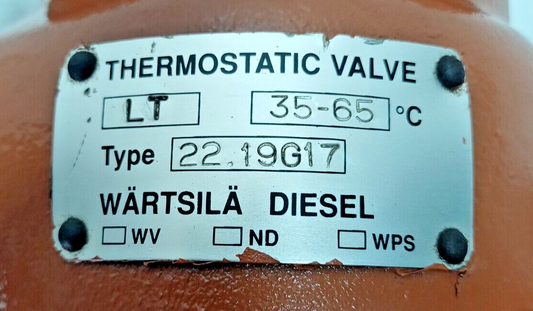 THERMOSTATIC VALVE
LT 35-65 °C
Type 22.19G17
WÄRTSILÄ DIESEL
WV ND WPS